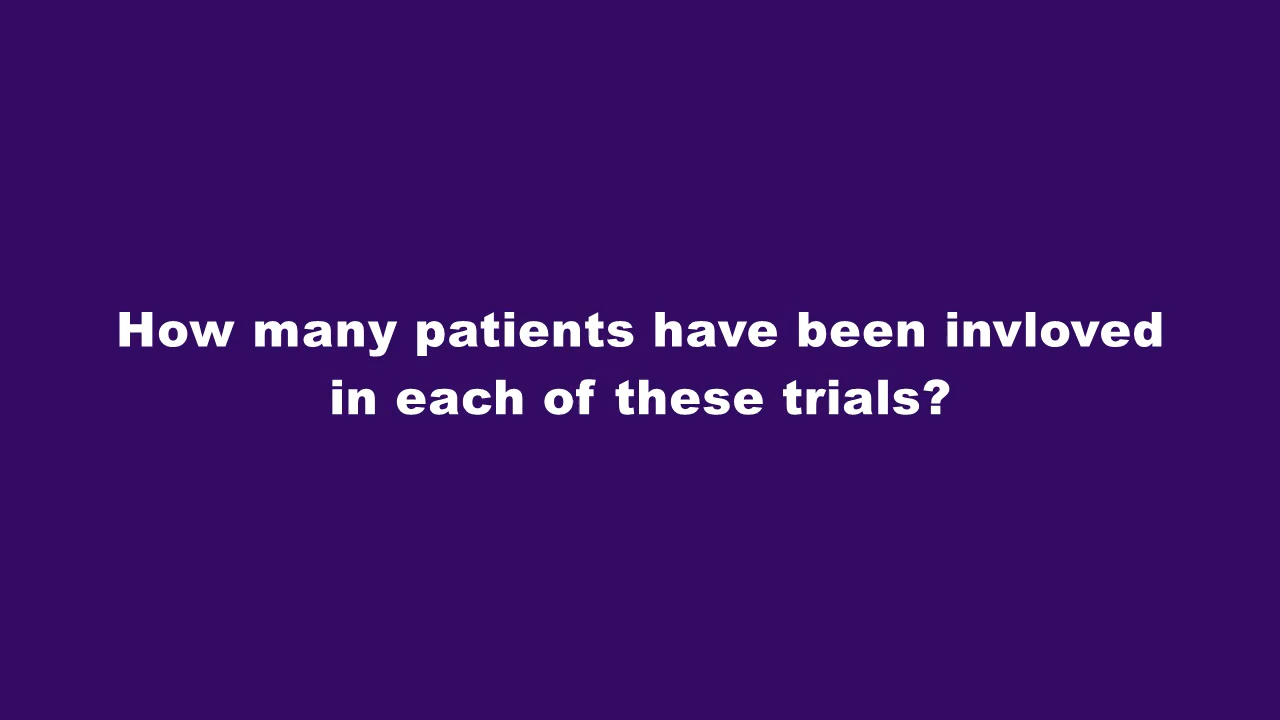 How many patients have been invloved
in each of these trials?